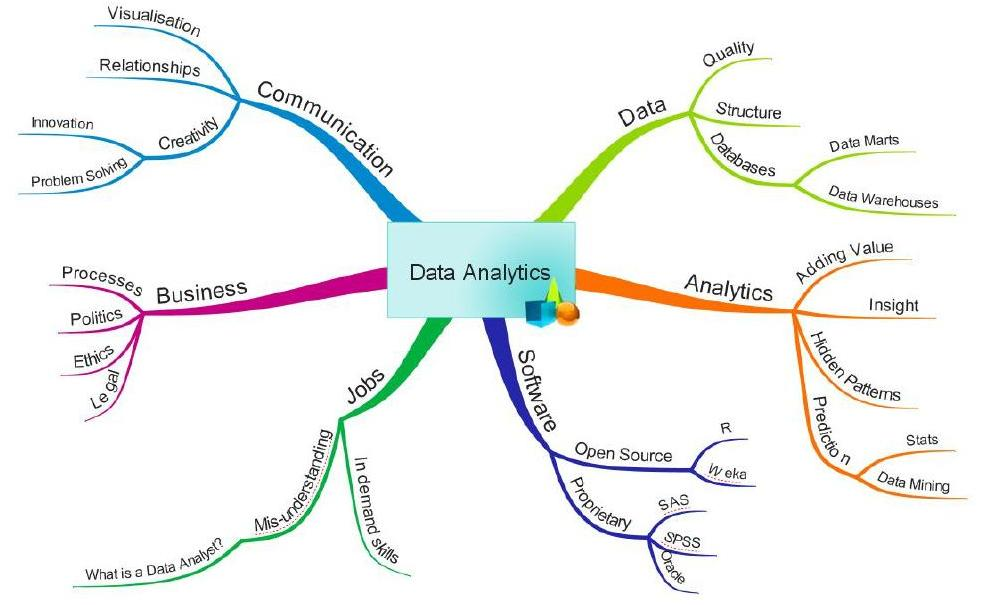 Data Analytics
Communication
Visualisation
Relationships
Creativity
Innovation
Problem Solving
Data
Quality
Structure
Databases
Data Marts
Data Warehouses
Analytics
Adding Value
Insight
Hidden Patterns
Prediction
Stats
Data Mining
Software
Open Source
R
Weka
Proprietary
SAS
SPSS
Oracle
Jobs
Mis-understanding
What is a Data Analyst?
In demand skills
Business
Processes
Politics
Ethics
Legal